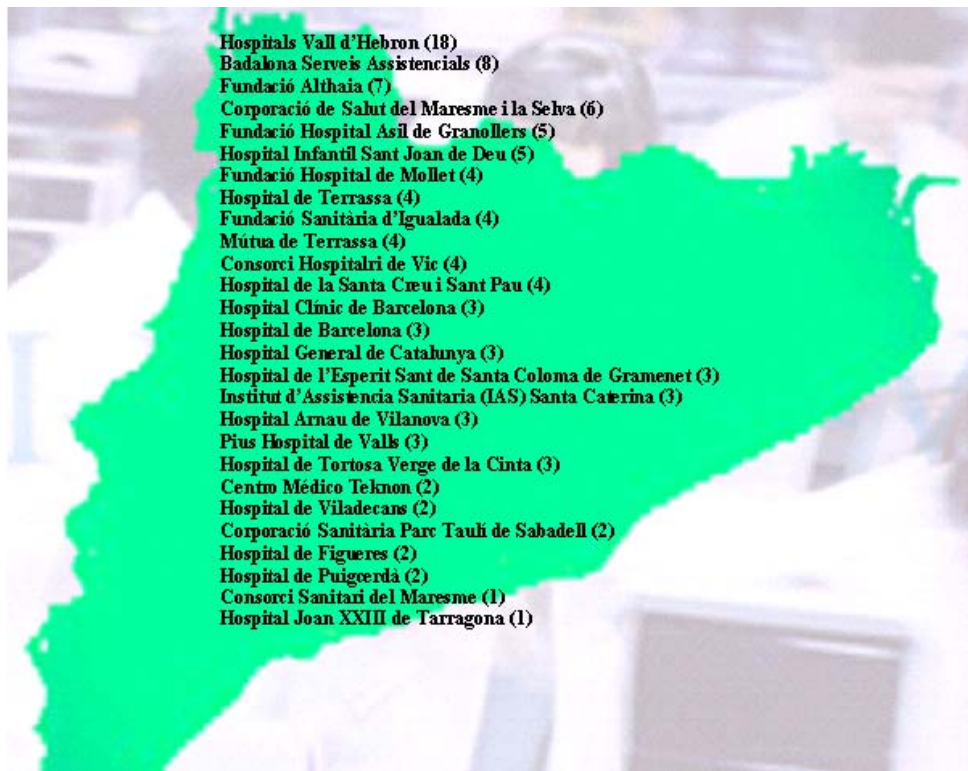 Hospitals Vall d'Hebron (18)
Badalona Serveis Assistencials (8)
Fundació Althaia (7)
Corporació de Salut del Maresme i la Selva (6)
Fundació Hospital Asil de Granollers (5)
Hospital Infantil Sant Joan de Deu (5)
Fundació Hospital de Mollet (4)
Hospital de Terrassa (4)
Fundació Sanitària d'Igualada (4)
Mútua de Terrassa (4)
Consorci Hospitalri de Vic (4)
Hospital de la Santa Creu i Sant Pau (4)
Hospital Clínic de Barcelona (3)
Hospital de Barcelona (3)
Hospital General de Catalunya (3)
Hospital de l'Esperit Sant de Santa Coloma de Gramenet (3)
Institut d'Assistencia Sanitaria (IAS) Santa Caterina (3)
Hospital Arnau de Vilanova (3)
Pius Hospital de Valls (3)
Hospital de Tortosa Verge de la Cinta (3)
Centro Médico Teknon (2)
Hospital de Viladecans (2)
Corporació Sanitària Parc Taulí de Sabadell (2)
Hospital de Figueres (2)
Hospital de Puigcerdà (2)
Consorci Sanitari del Maresme (1)
Hospital Joan XXIII de Tarragona (1)